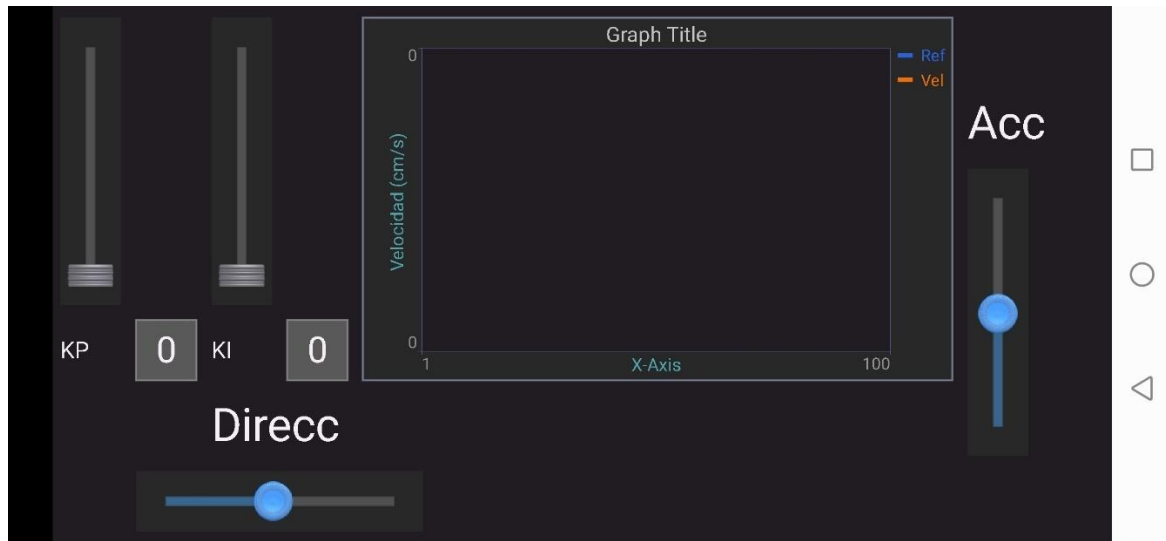 Graph Title
0
Ref
Vel
Velocidad (cm/s)
0
1
X-Axis
100
Acc
KP
0
KI
0
Direcc